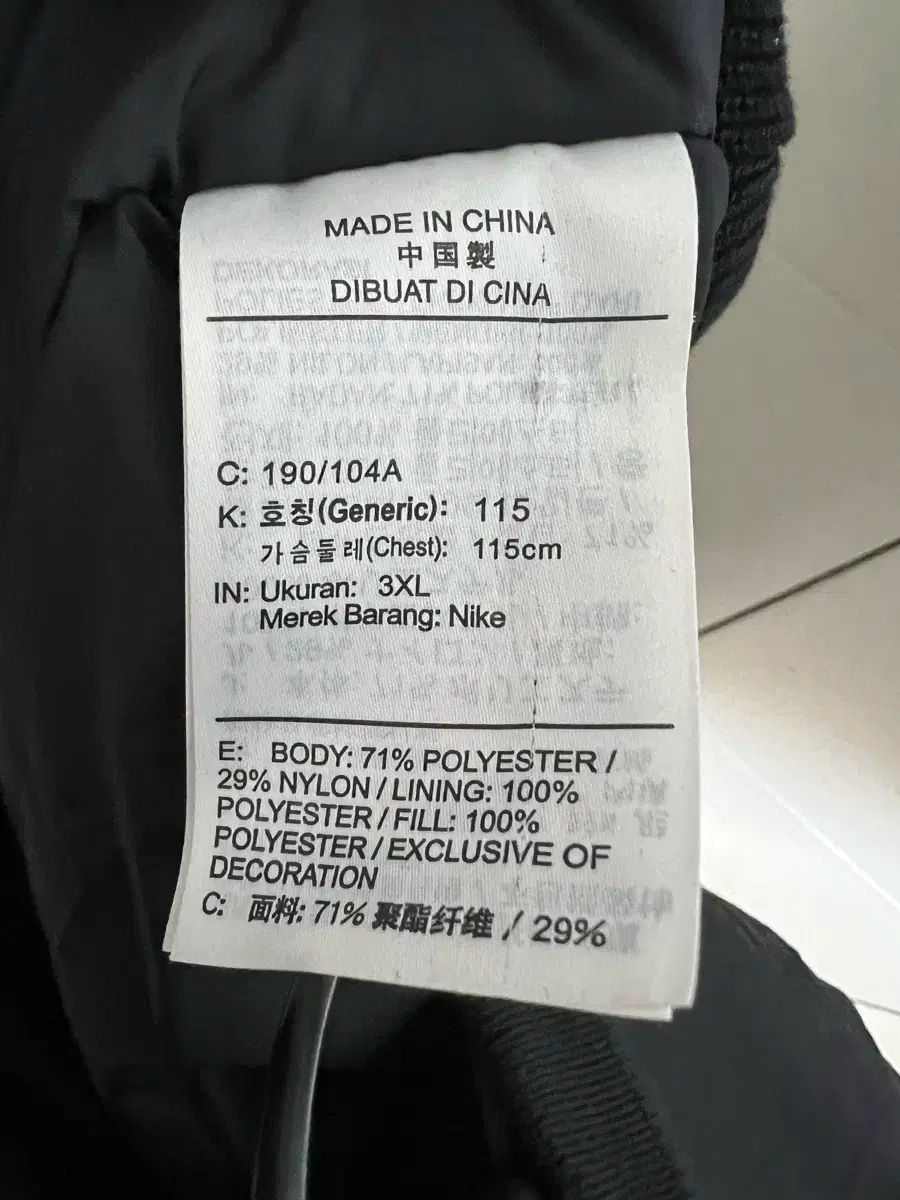 MADE IN CHINA
中国製
DIBUAT DI CINA
C: 190/104A
K: 호칭(Generic): 115
가슴둘레(Chest): 115cm
IN: Ukuran: 3XL
Merek Barang: Nike
E: BODY: 71% POLYESTER /
29% NYLON / LINING: 100%
POLYESTER / FILL: 100%
POLYESTER / EXCLUSIVE OF
DECORATION
C: 面料: 71% 聚酯纤维 / 29%